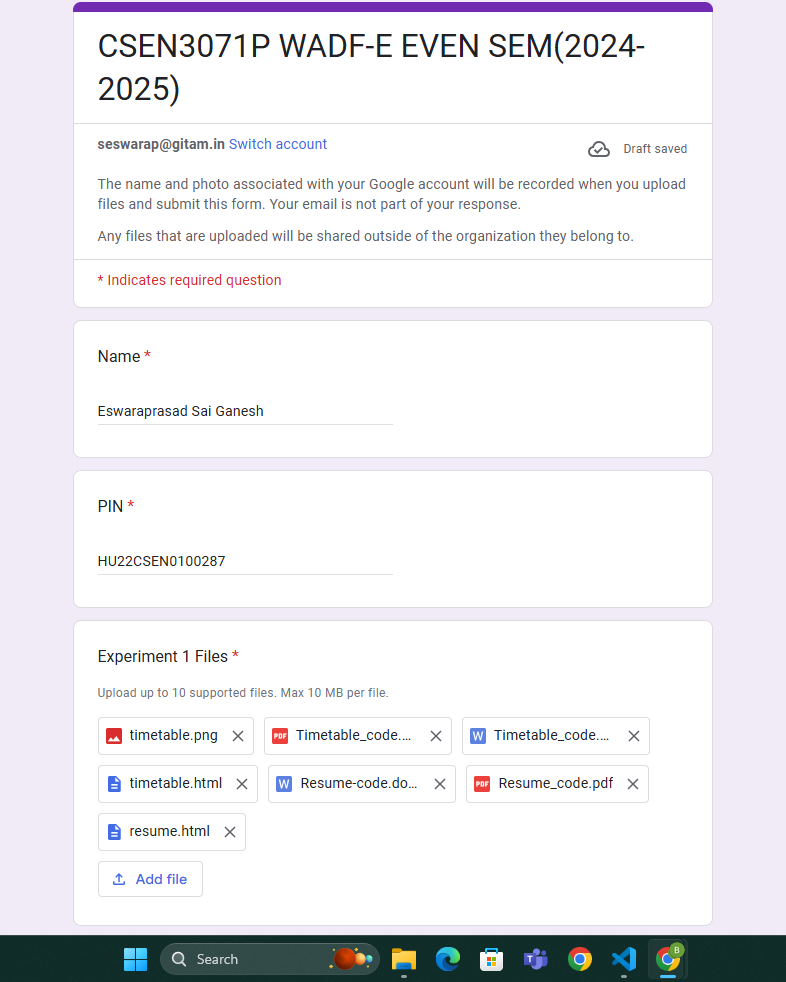 CSEN3071P WADF-E EVEN SEM(2024-
2025)
seswarap@gitam.in Switch account
Draft saved
The name and photo associated with your Google account will be recorded when you upload
files and submit this form. Your email is not part of your response.
Any files that are uploaded will be shared outside of the organization they belong to.
* Indicates required question
Name *
Eswaraprasad Sai Ganesh
PIN *
HU22CSEN0100287
Experiment 1 Files *
Upload up to 10 supported files. Max 10 MB per file.
timetable.png
PDF Timetable_code....
W Timetable_code....
timetable.html
W Resume-code.do...
PDF Resume_code.pdf
resume.html
Add file
Search
T
B